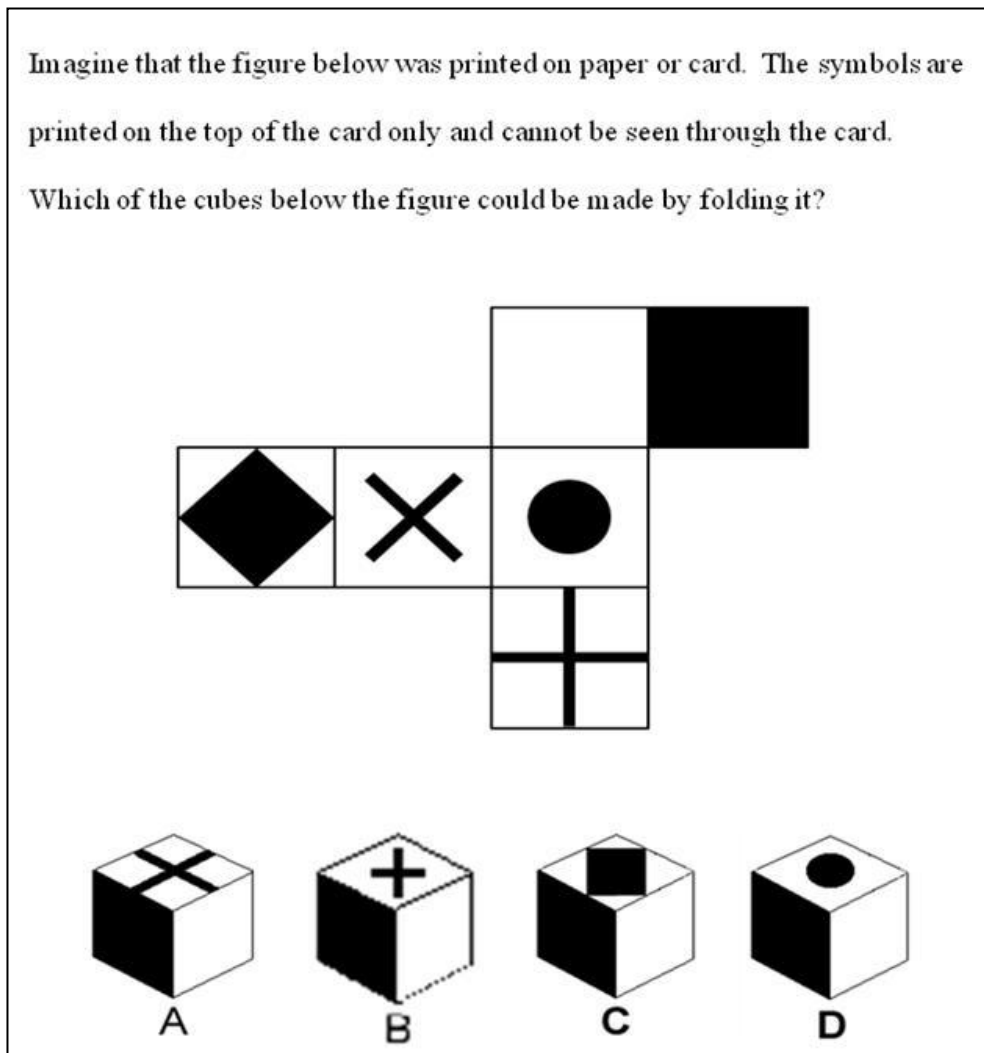 Imagine that the figure below was printed on paper or card. The symbols are
printed on the top of the card only and cannot be seen through the card.
Which of the cubes below the figure could be made by folding it?
A B C D